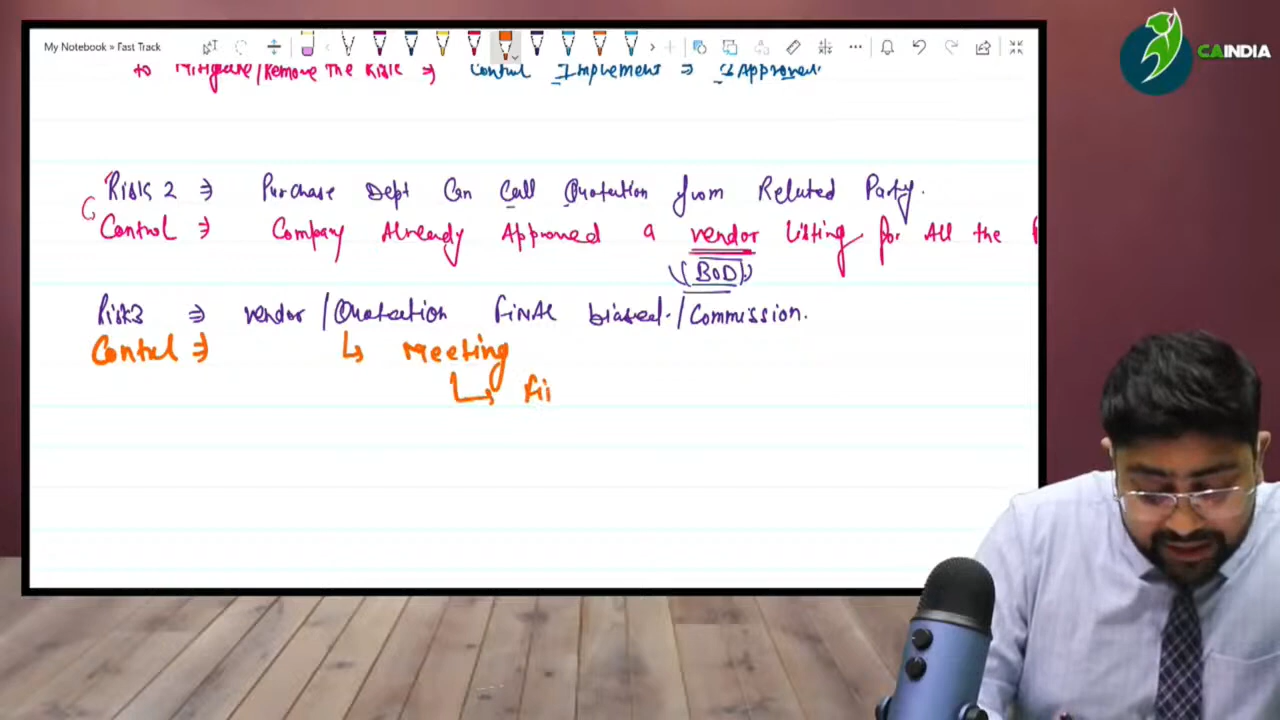 My Notebook » Fast Track
CAINDIA
to Mitigate/Remove The Risk ⇒ Control Implement ⇒ Approved.
Risk 2 ⇒ Purchase Dept Can Call Quotation from Related Party.
Control ⇒ Company Already Approved a vendor listing for All the
(BOD)
Risk3 ⇒ vendor / Quotation FiNAL biased. / Commission.
Control ⇒ ↳ Meeting
↳ Fi